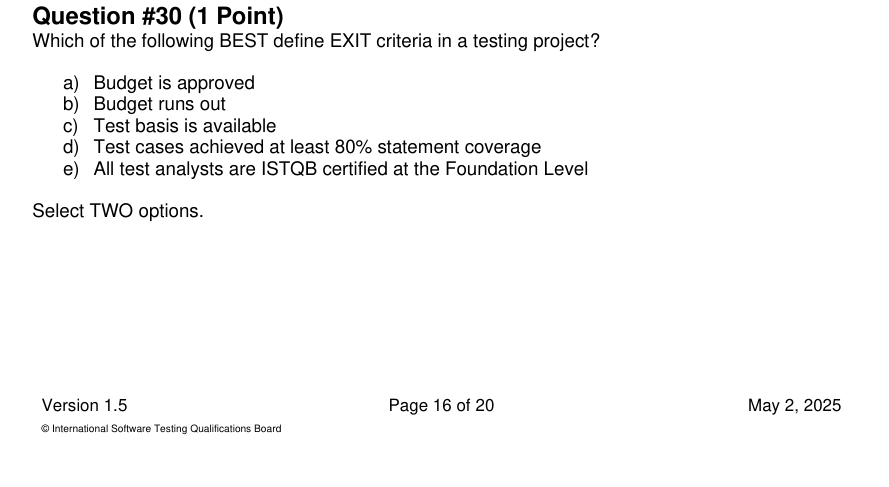 Question #30 (1 Point)
Which of the following BEST define EXIT criteria in a testing project?
a) Budget is approved
b) Budget runs out
c) Test basis is available
d) Test cases achieved at least 80% statement coverage
e) All test analysts are ISTQB certified at the Foundation Level
Select TWO options.
Version 1.5 Page 16 of 20 May 2, 2025
© International Software Testing Qualifications Board